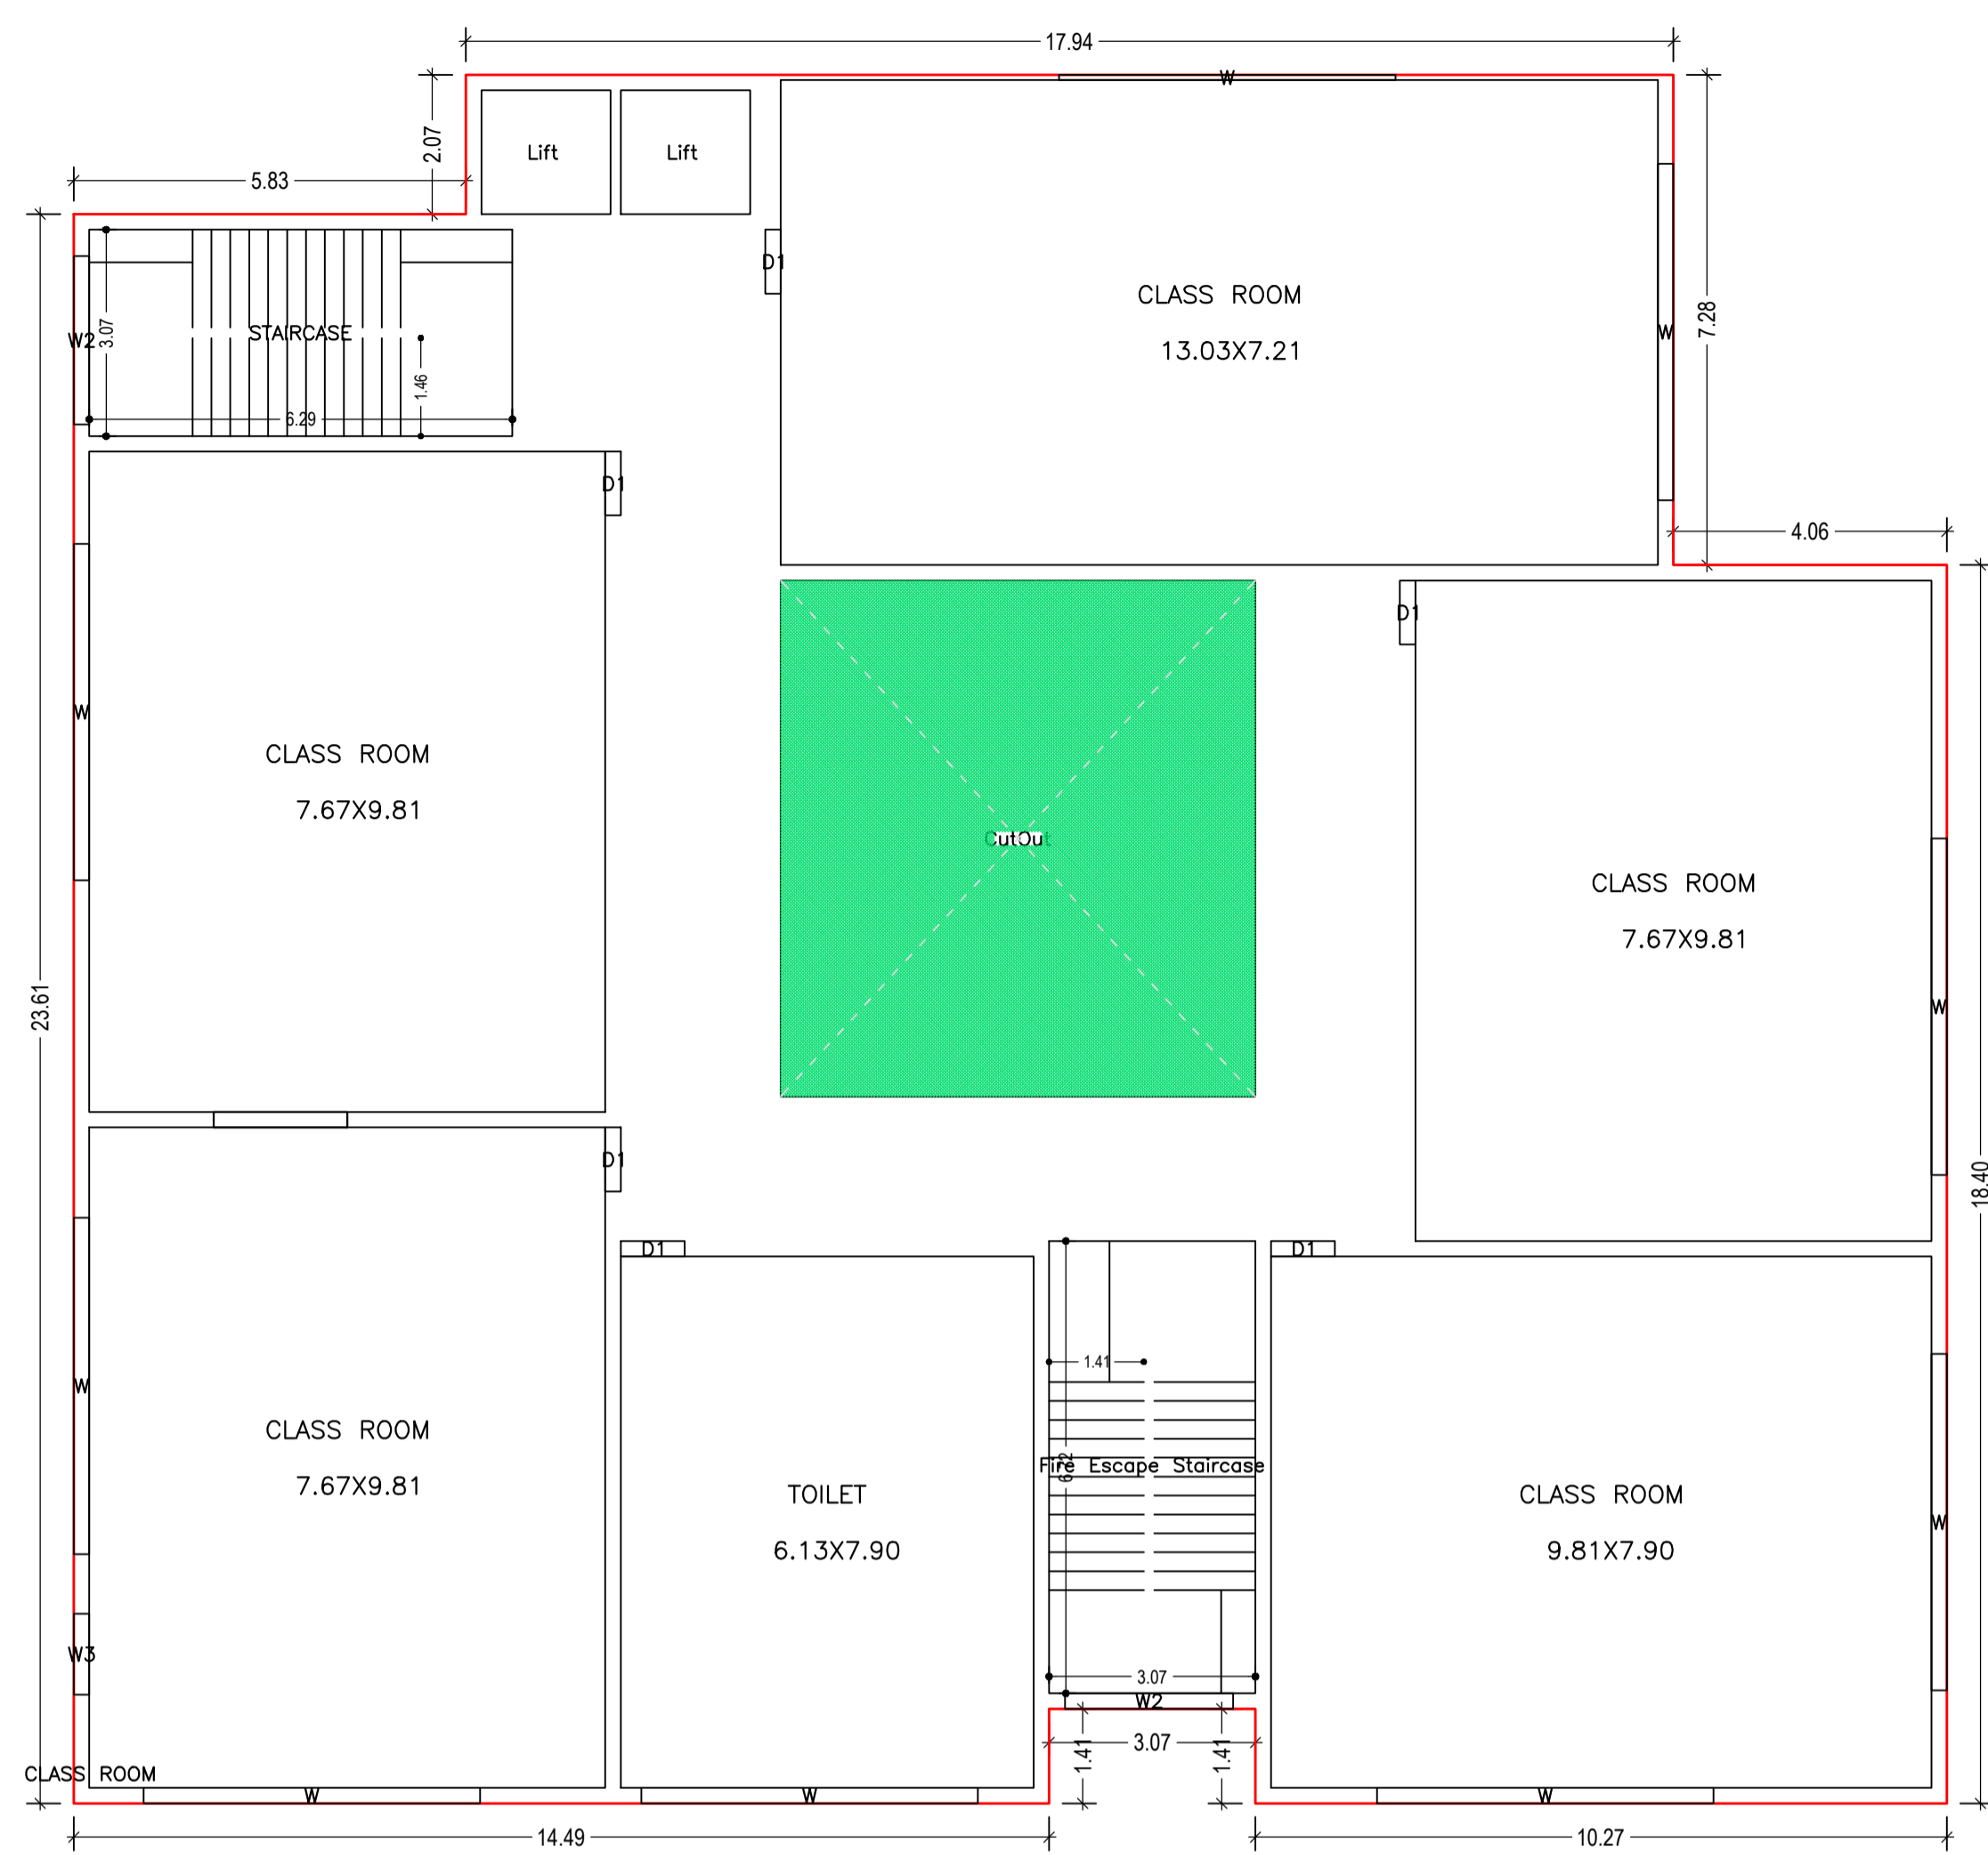 17.94
W
2.07
Lift
Lift
5.83
D1
CLASS ROOM
13.03X7.21
7.28
W
3.07
STAIRCASE
W2
1.46
6.29
D1
4.06
D1
W
CLASS ROOM
7.67X9.81
CutOut
CLASS ROOM
7.67X9.81
23.61
W
D1
18.40
D1
D1
1.41
W
CLASS ROOM
7.67X9.81
6.72
Fire Escape Staircase
TOILET
6.13X7.90
CLASS ROOM
9.81X7.90
W
W3
3.07
W2
1.41
3.07
1.41
CLASS ROOM
W
W
W
14.49
10.27